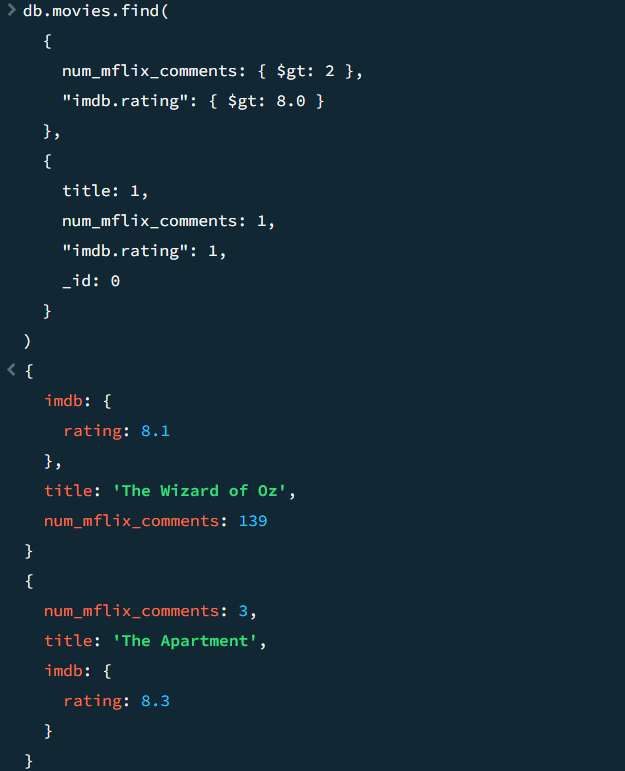 db.movies.find(
{
num_mflix_comments: { $gt: 2 },
"imdb.rating": { $gt: 8.0 }
},
{
title: 1,
num_mflix_comments: 1,
"imdb.rating": 1,
_id: 0
}
)
{
imdb: {
rating: 8.1
},
title: 'The Wizard of Oz',
num_mflix_comments: 139
}
{
num_mflix_comments: 3,
title: 'The Apartment',
imdb: {
rating: 8.3
}
}